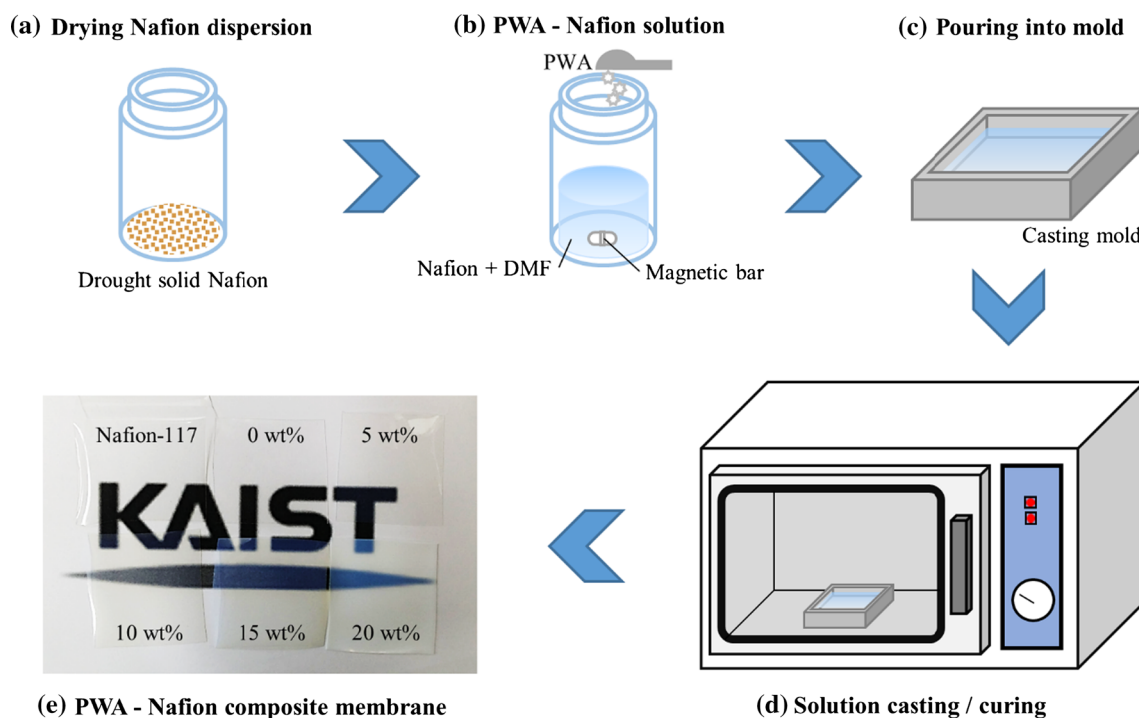 (a) Drying Nafion dispersion
Drought solid Nafion
(b) PWA - Nafion solution
PWA
Nafion + DMF
Magnetic bar
(c) Pouring into mold
Casting mold
(d) Solution casting / curing
Nafion-117 0 wt% 5 wt%
KAIST
10 wt% 15 wt% 20 wt%
(e) PWA - Nafion composite membrane